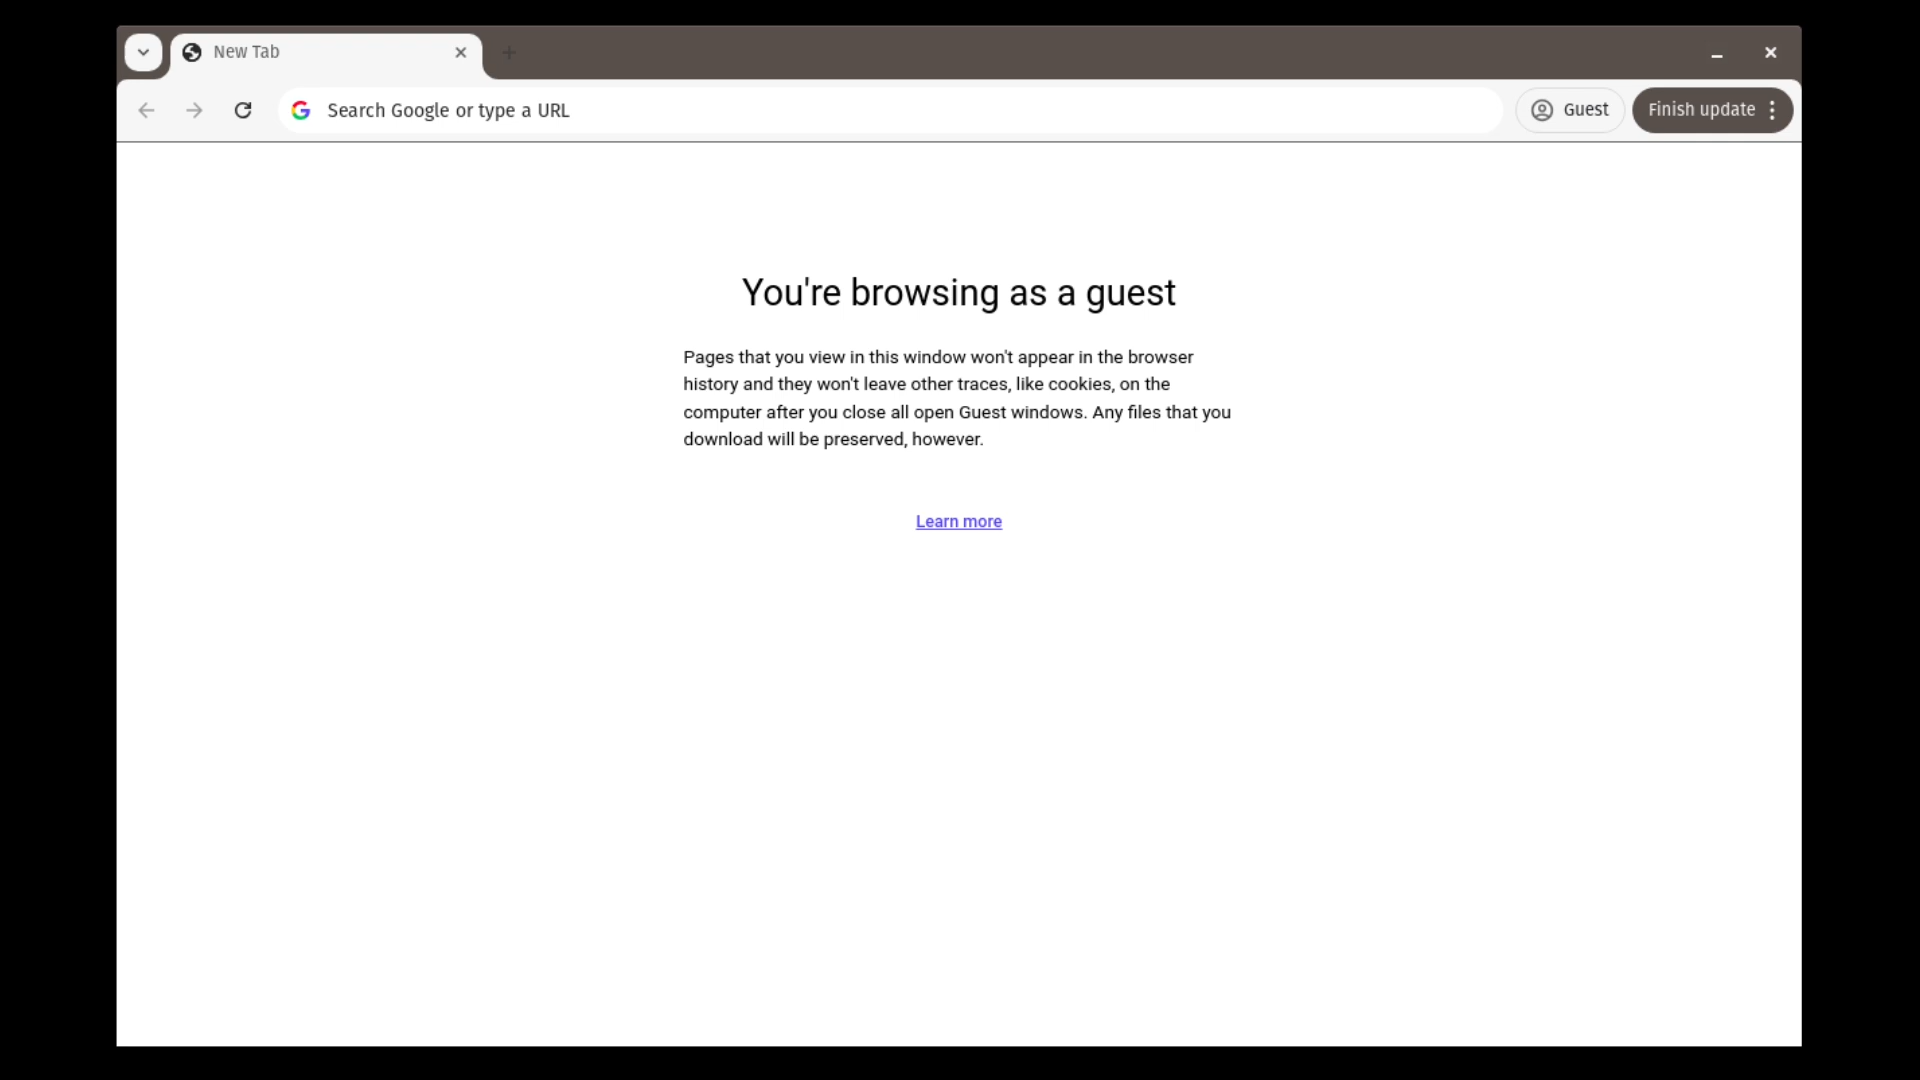 New Tab
Search Google or type a URL
Guest
Finish update
You're browsing as a guest
Pages that you view in this window won't appear in the browser
history and they won't leave other traces, like cookies, on the
computer after you close all open Guest windows. Any files that you
download will be preserved, however.
Learn more